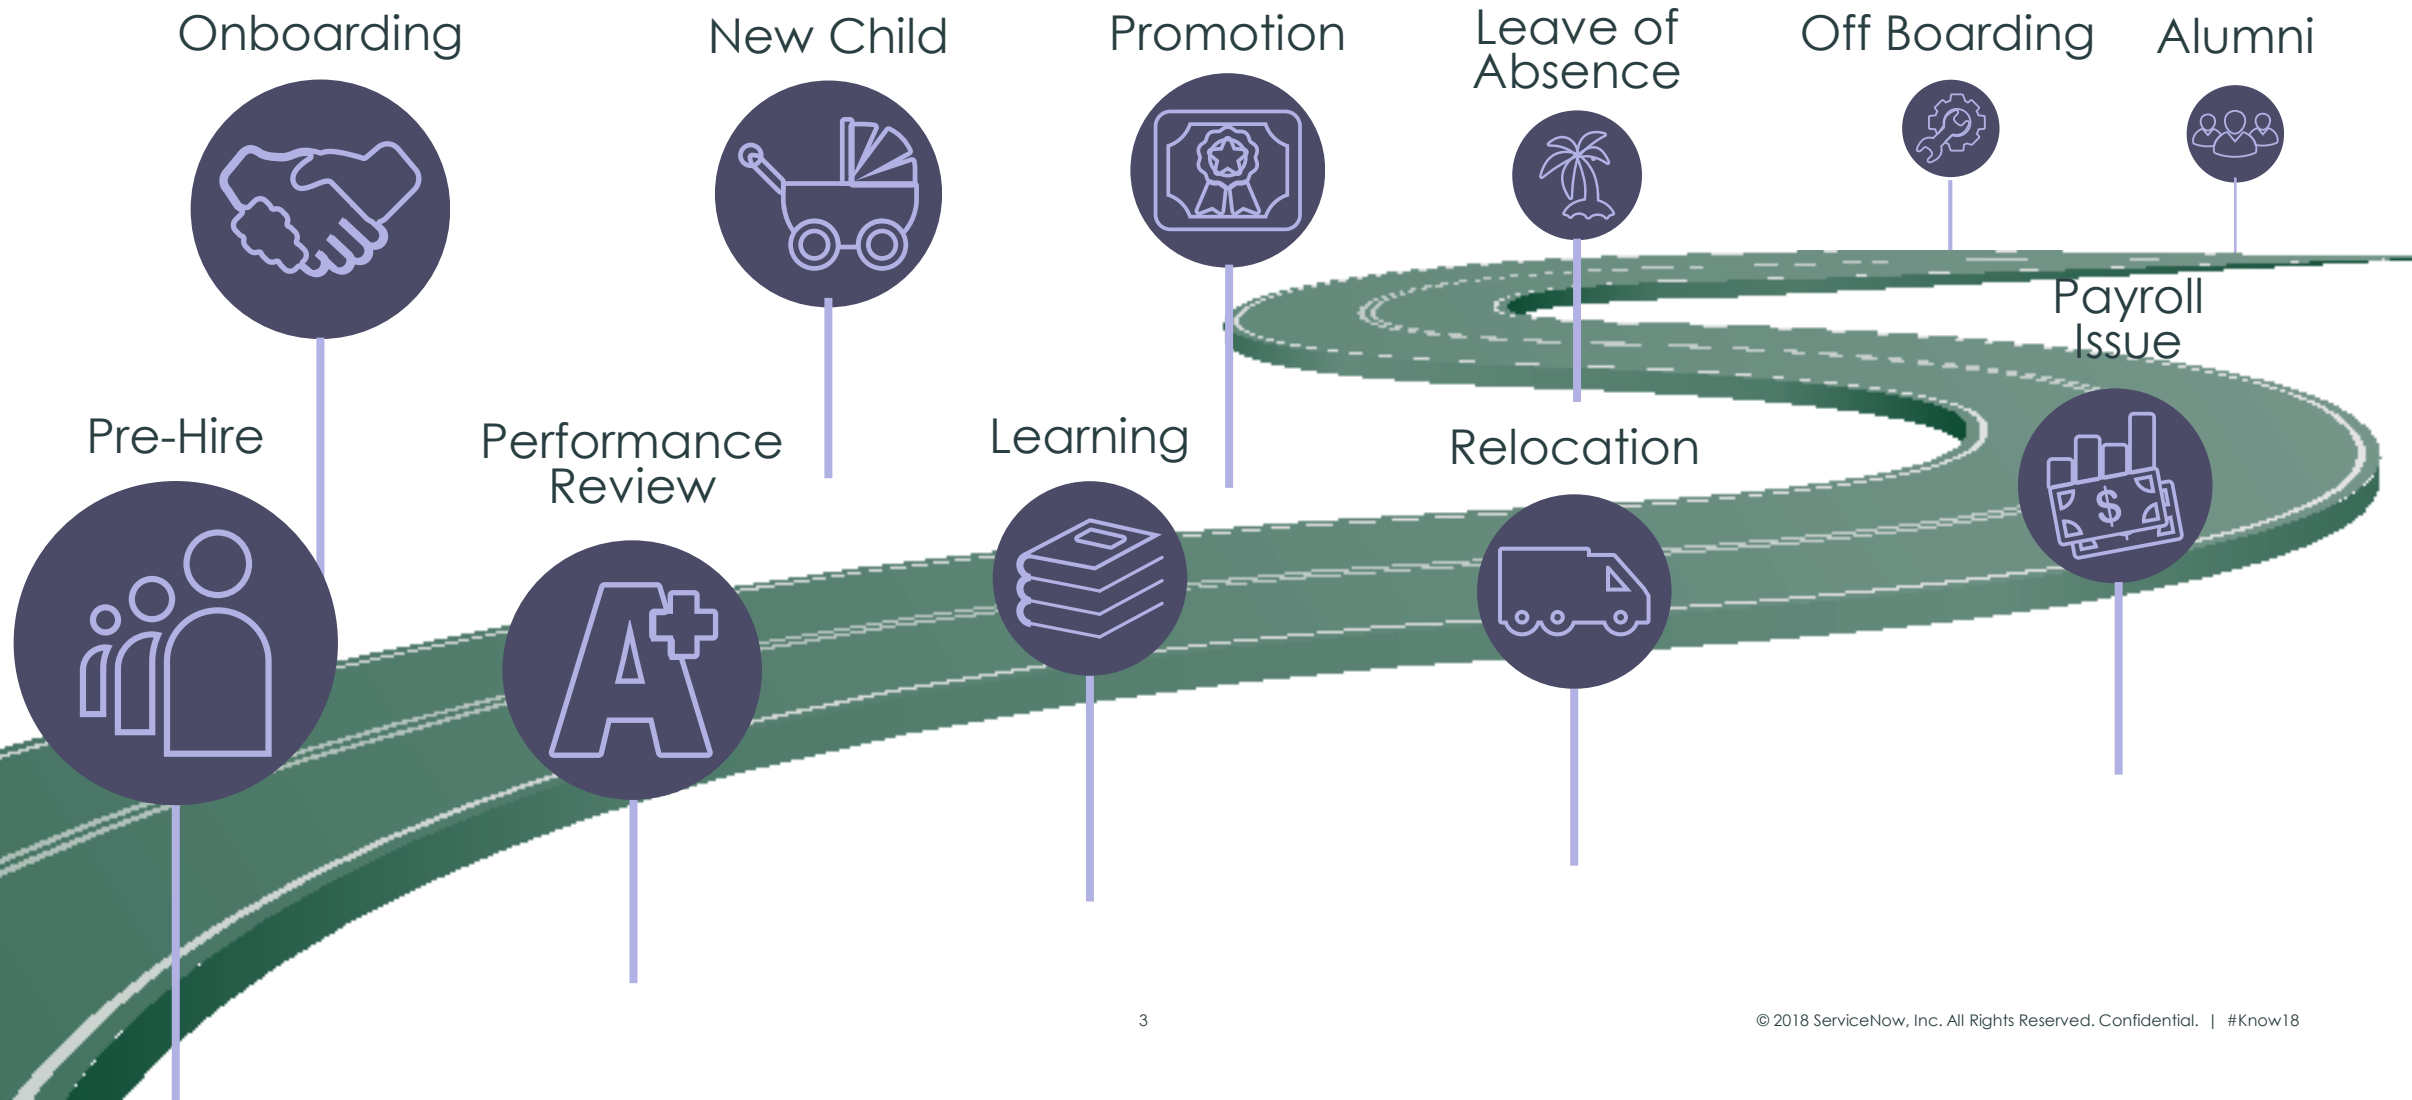 Onboarding
New Child
Promotion
Leave of
Absence
Off Boarding
Alumni
Payroll
Issue
Pre-Hire
Performance
Review
Learning
Relocation
A+
$
3
© 2018 ServiceNow, Inc. All Rights Reserved. Confidential. | #Know18